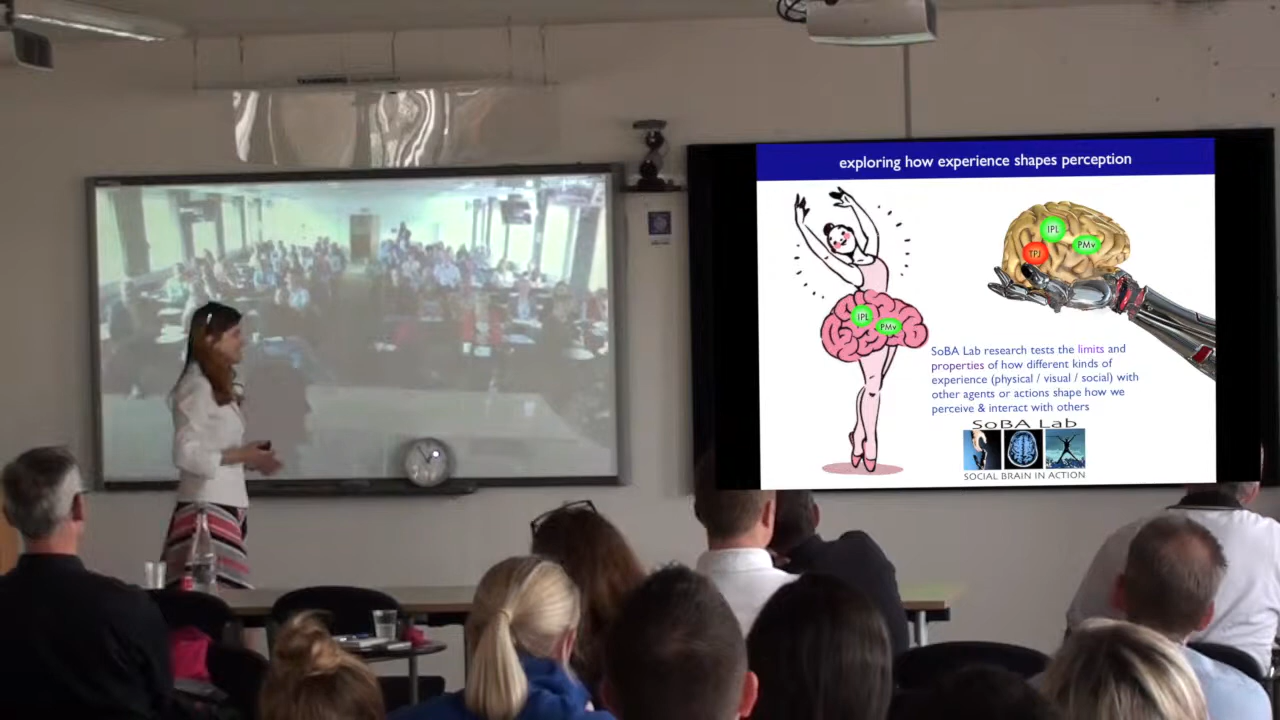 exploring how experience shapes perception
IPL
PMv
TPJ
IPL
PMv
SoBA Lab research tests the limits and
properties of how different kinds of
experience (physical / visual / social) with
other agents or actions shape how we
perceive & interact with others
SoBA Lab
SOCIAL BRAIN IN ACTION